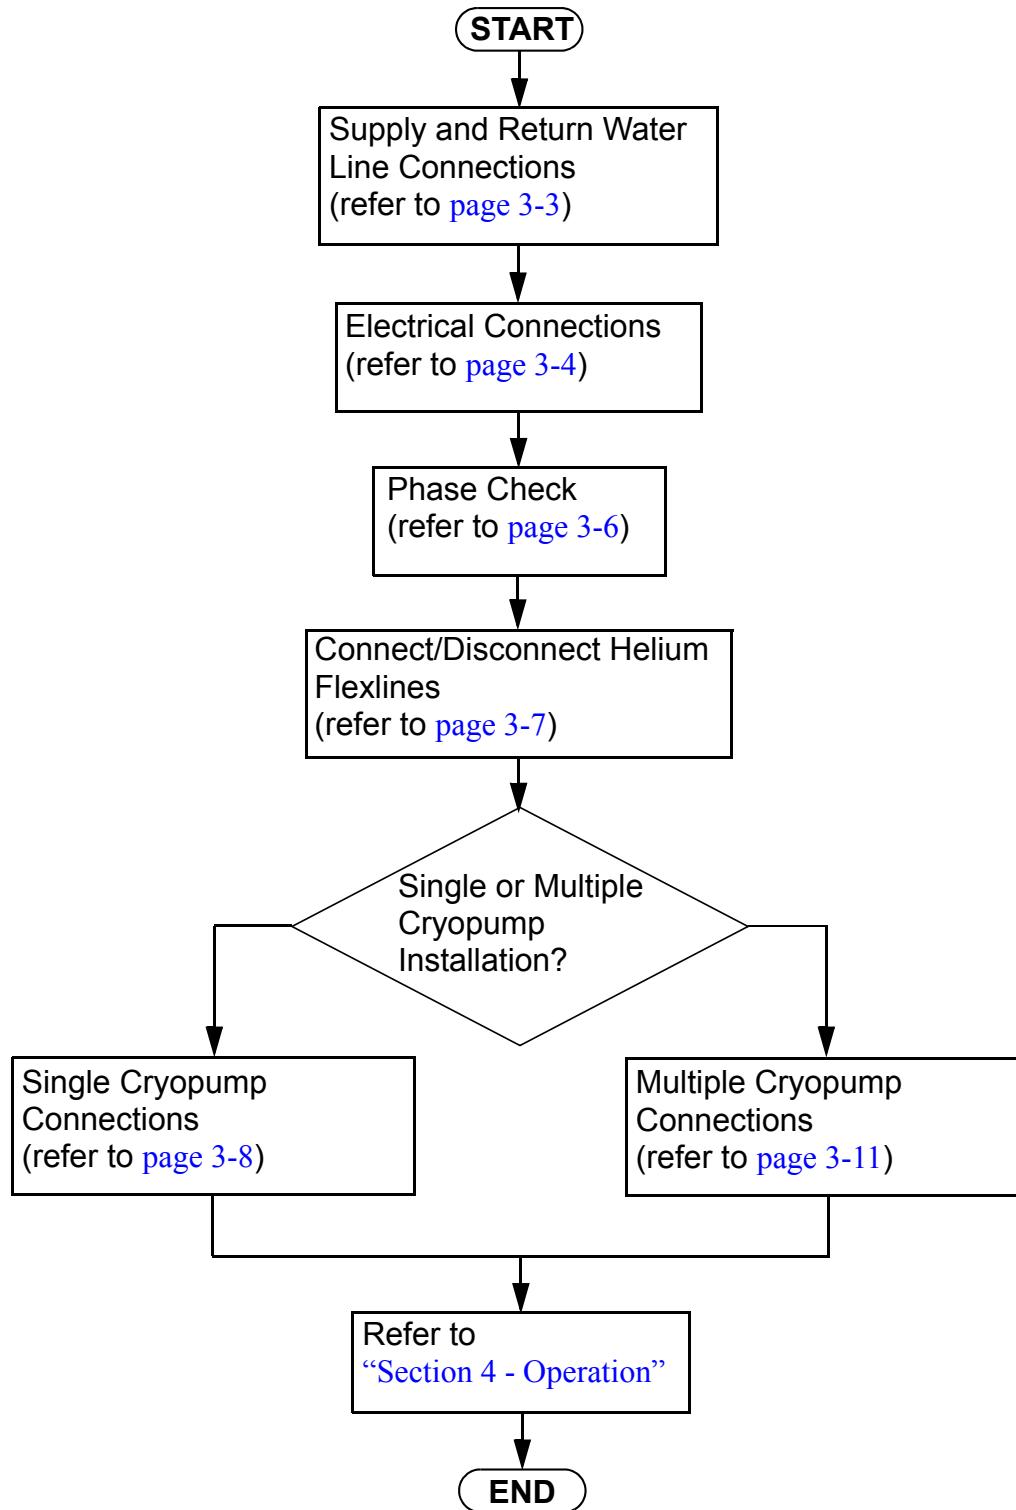 START
Supply and Return Water
Line Connections
(refer to page 3-3)
Electrical Connections
(refer to page 3-4)
Phase Check
(refer to page 3-6)
Connect/Disconnect Helium
Flexlines
(refer to page 3-7)
Single or Multiple
Cryopump
Installation?
Single Cryopump
Connections
(refer to page 3-8)
Multiple Cryopump
Connections
(refer to page 3-11)
Refer to
“Section 4 - Operation”
END